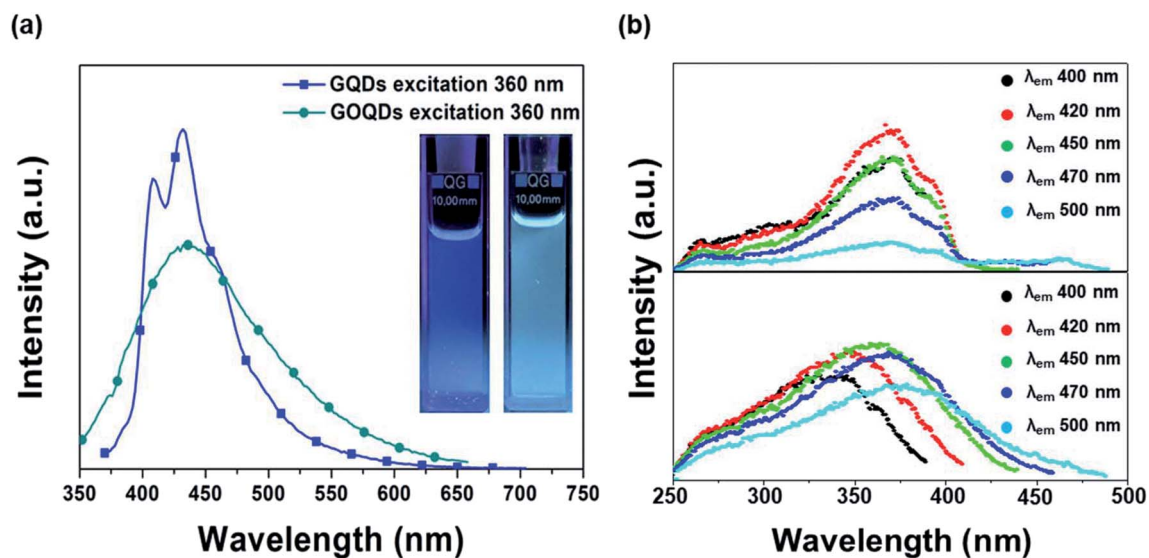 (a)
Intensity (a.u.)
GQDs excitation 360 nm
GOQDs excitation 360 nm
QG
10,00mm
QG
10,00mm
350 400 450 500 550 600 650 700 750
Wavelength (nm)
(b)
Intensity (a.u.)
λem 400 nm
λem 420 nm
λem 450 nm
λem 470 nm
λem 500 nm
λem 400 nm
λem 420 nm
λem 450 nm
λem 470 nm
λem 500 nm
250 300 350 400 450 500
Wavelength (nm)